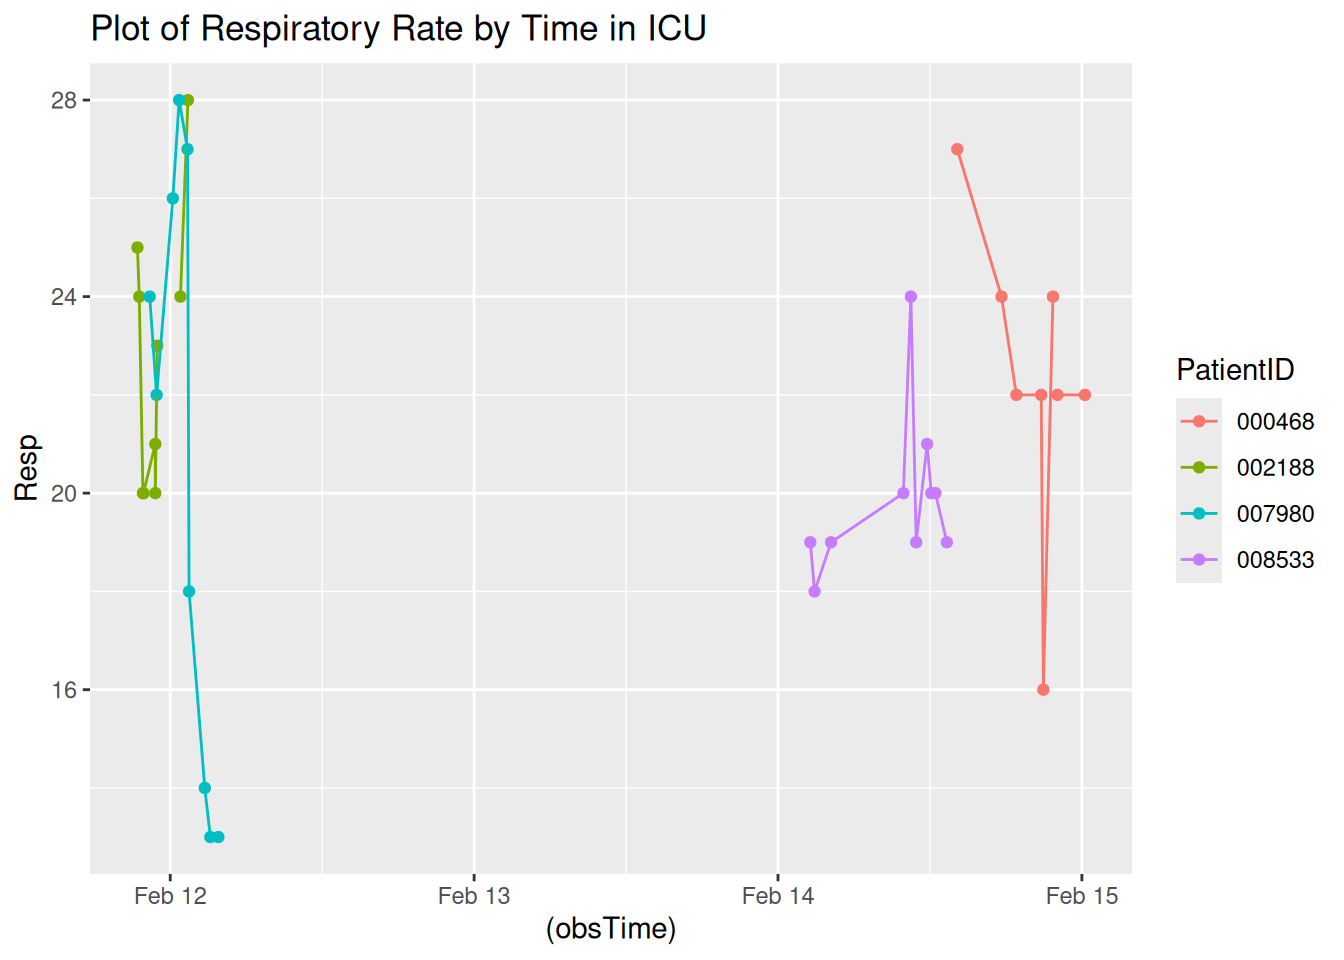 Plot of Respiratory Rate by Time in ICU
28
24
20
16
Resp
Feb 12
Feb 13
Feb 14
Feb 15
(obsTime)
PatientID
000468
002188
007980
008533